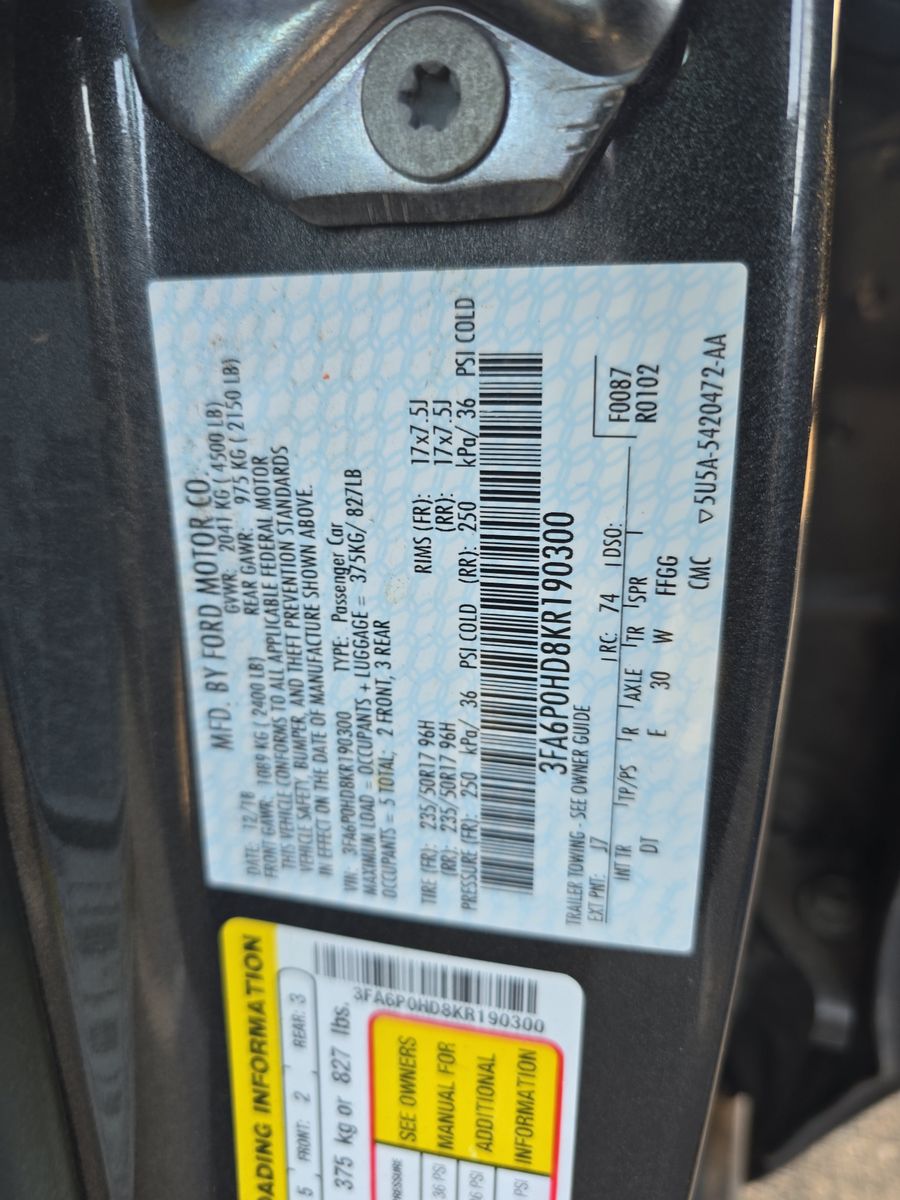 MFD. BY FORD MOTOR CO.
DATE: 12/18 GVWR: 2041 KG ( 4500 LB)
FRONT GAWR: 1089 KG ( 2400 LB) REAR GAWR: 975 KG ( 2150 LB)
THIS VEHICLE CONFORMS TO ALL APPLICABLE FEDERAL MOTOR
VEHICLE SAFETY, BUMPER, AND THEFT PREVENTION STANDARDS
IN EFFECT ON THE DATE OF MANUFACTURE SHOWN ABOVE.
VIN: 3FA6P0HD8KR190300 TYPE: Passenger Car
MAXIMUM LOAD = OCCUPANTS + LUGGAGE = 375KG/ 827LB
OCCUPANTS = 5 TOTAL; 2 FRONT, 3 REAR
TIRE (FR): 235/50R17 96H RIMS (FR): 17x7.5J
(RR): 235/50R17 96H (RR): 17x7.5J
PRESSURE (FR): 250 kPa/ 36 PSI COLD (RR): 250 kPa/ 36 PSI COLD
3FA6P0HD8KR190300
TRAILER TOWING - SEE OWNER GUIDE
EXT PNT: J7 RC: 74 DSO:
F0087
R0102
INT TR TP/PS R AXLE TR SPR
DT E 30 W FFGG
CMC ▽5U5A-5420472-AA
ADING INFORMATION
5 FRONT: 2 REAR: 3
375 kg or 827 lbs.
3FA6P0HD8KR190300
PRESSURE
36 PSI
PSI
PSI
SEE OWNERS
MANUAL FOR
ADDITIONAL
INFORMATION